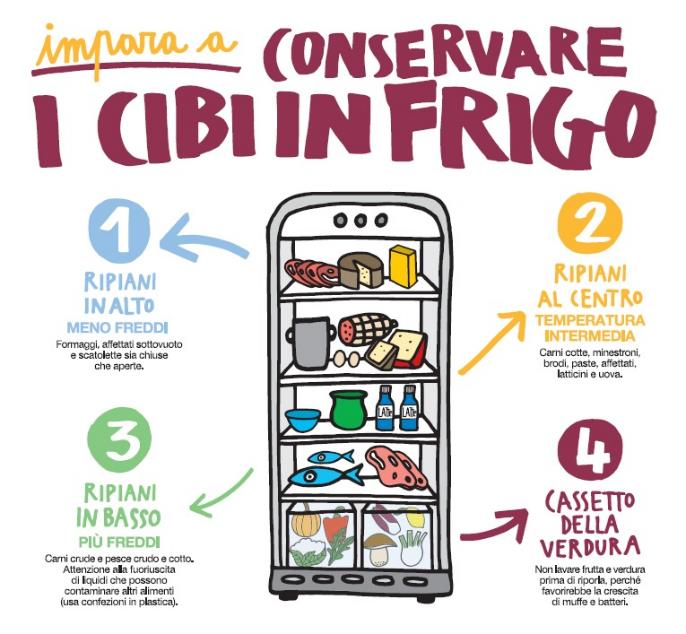 impara a CONSERVARE
I CIBI IN FRIGO
1
RIPIANI
IN ALTO
MENO FREDDI
Formaggi, affettati sottovuoto
e scatolette sia chiuse
che aperte.
2
RIPIANI
AL CENTRO
TEMPERATURA
INTERMEDIA
Carni cotte, minestroni,
brodi, paste, affettati,
latticini e uova.
LATTE
LATTE
3
RIPIANI
IN BASSO
PIÙ FREDDI
Carni crude e pesce crudo e cotto.
Attenzione alla fuoriuscita
di liquidi che possono
contaminare altri alimenti
(usa confezioni in plastica).
4
CASSETTO
DELLA
VERDURA
Non lavare frutta e verdura
prima di riporla, perché
favorirebbe la crescita
di muffe e batteri.